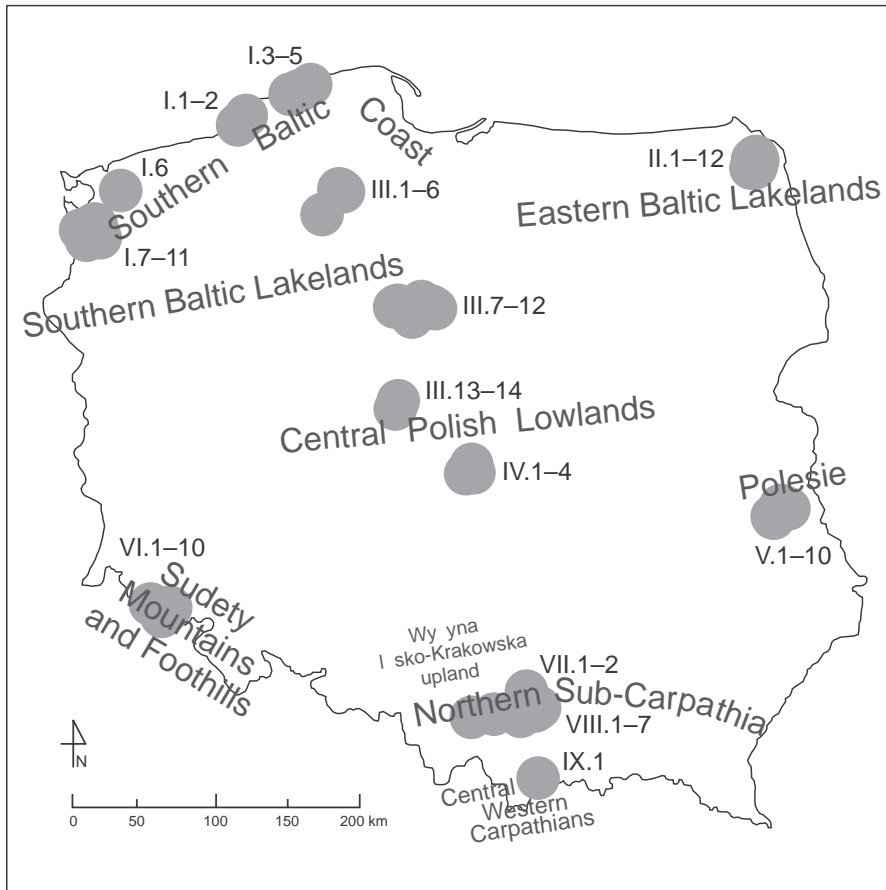 I.3–5
I.1–2
Southern Baltic Coast
I.6
II.1–12
III.1–6
Eastern Baltic Lakelands
I.7–11
Southern Baltic Lakelands
III.7–12
III.13–14
Central Polish Lowlands
IV.1–4
Polesie
V.1–10
VI.1–10
Sudety
Mountains
and Foothills
Wy yna
l sko-Krakowska
upland
VII.1–2
Northern Sub-Carpathia
VIII.1–7
IX.1
Central
Western
Carpathians
N
0 50 100 150 200 km